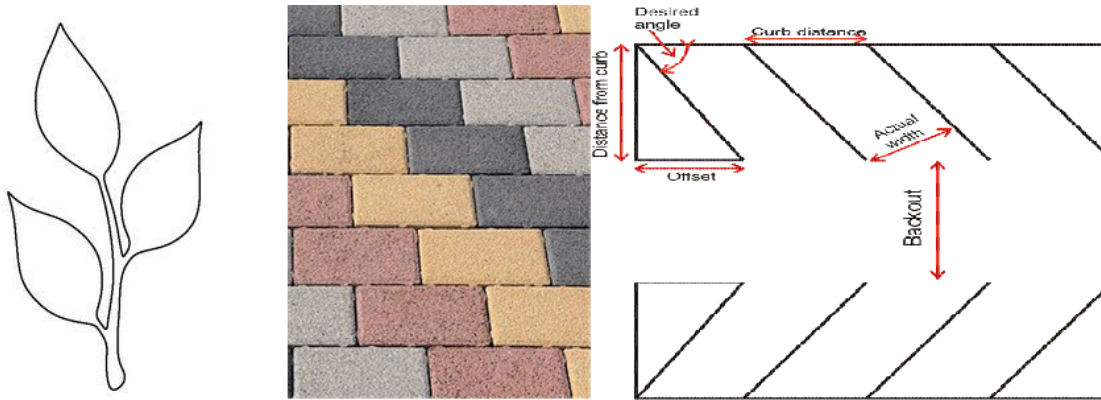 Desired
angle
Curb distance
Distance from curb
Actual
width
Offset
Backout